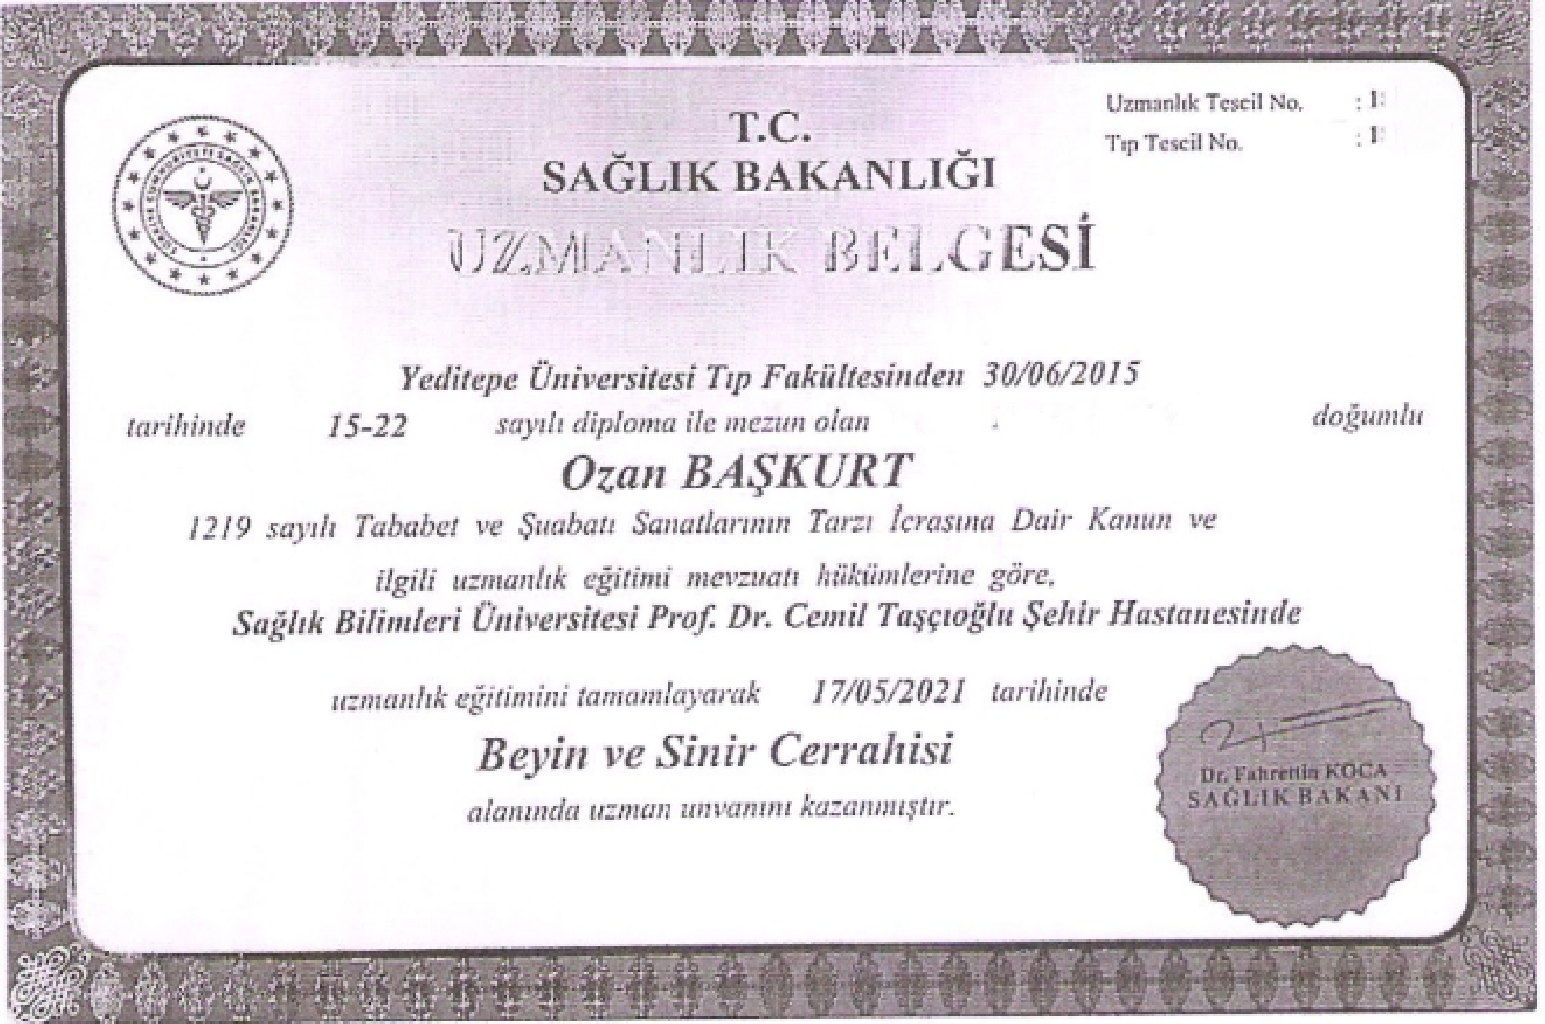 Uzmanlık Tescil No. :
Tıp Tescil No. :
T.C.
SAĞLIK BAKANLIĞI
UZMANLIK BELGESİ
Yeditepe Üniversitesi Tıp Fakültesinden 30/06/2015
tarihinde 15-22 sayılı diploma ile mezun olan doğumlu
Ozan BAŞKURT
1219 sayılı Tababet ve Şuabatı Sanatlarının Tarzı İcrasına Dair Kanun ve
ilgili uzmanlık eğitimi mevzuatı hükümlerine göre,
Sağlık Bilimleri Üniversitesi Prof. Dr. Cemil Taşçıoğlu Şehir Hastanesinde
uzmanlık eğitimini tamamlayarak 17/05/2021 tarihinde
Beyin ve Sinir Cerrahisi
alanında uzman unvanını kazanmıştır.
Dr. Fahrettin KOCA
SAĞLIK BAKANI